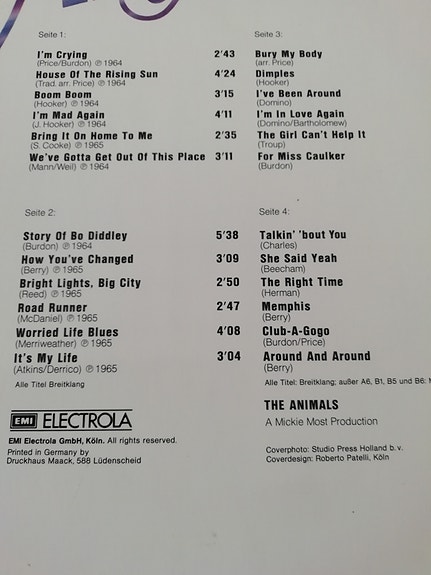 Seite 1:
I'm Crying 2'43
(Price/Burdon) ℗ 1964
House Of The Rising Sun 4'24
(Trad. arr. Price) ℗ 1964
Boom Boom 3'15
(Hooker) ℗ 1964
I'm Mad Again 4'11
(J. Hooker) ℗ 1964
Bring It On Home To Me 2'35
(S. Cooke) ℗ 1965
We've Gotta Get Out Of This Place 3'11
(Mann/Weil) ℗ 1964
Seite 2:
Story Of Bo Diddley 5'38
(Burdon) ℗ 1964
How You've Changed 3'09
(Berry) ℗ 1965
Bright Lights, Big City 2'50
(Reed) ℗ 1965
Road Runner 2'47
(McDaniel) ℗ 1965
Worried Life Blues 4'08
(Merriweather) ℗ 1965
It's My Life 3'04
(Atkins/Derrico) ℗ 1965
Alle Titel Breitklang
EMI ELECTROLA
EMI Electrola GmbH, Köln. All rights reserved.
Printed in Germany by
Druckhaus Maack, 588 Lüdenscheid
Seite 3:
Bury My Body
(arr. Price)
Dimples
(Hooker)
I've Been Around
(Domino)
I'm In Love Again
(Domino/Bartholomew)
The Girl Can't Help It
(Troup)
For Miss Caulker
(Burdon)
Seite 4:
Talkin' 'bout You
(Charles)
She Said Yeah
(Beecham)
The Right Time
(Herman)
Memphis
(Berry)
Club-A-Gogo
(Burdon/Price)
Around And Around
(Berry)
Alle Titel: Breitklang; außer A6, B1, B5 und B6:
THE ANIMALS
A Mickie Most Production
Coverphoto: Studio Press Holland b.v.
Coverdesign: Roberto Patelli, Köln